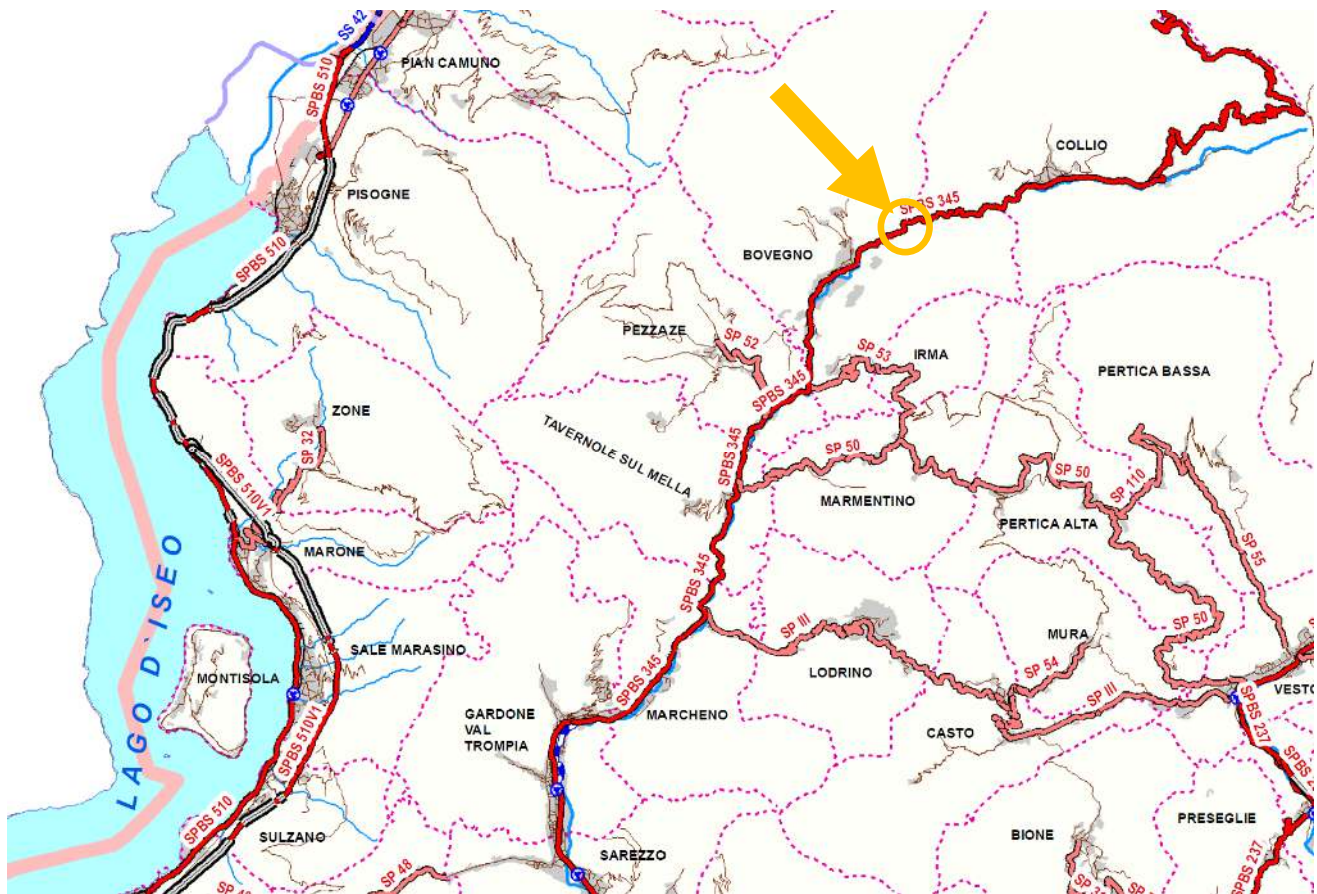 SS 42
PIAN CAMUNO
SPBS 510
COLLIO
PISOGNE
SPBS 345
BOVEGNO
SPBS 510
PEZZAZE
SP 52
SP 53
IRMA
PERTICA BASSA
SPBS 345
ZONE
SP 32
TAVERNOLE SUL MELLA
SPBS 345
SP 50
SP 50
SP 110
MARMENTINO
PERTICA ALTA
SPBS 510V1
MARONE
SP 55
LAGO D'ISEO
SPBS 345
SP III
MURA
SP 50
SALE MARASINO
LODRINO
SP 54
MONTISOLA
SPBS 345
SP III
VESTO
GARDONE
VAL
TROMPIA
MARCHENO
CASTO
SPBS 237
SPBS 510V1
SPBS 510
SULZANO
BIONE
PRESEGLIE
SAREZZO
SP 48
SPBS 237